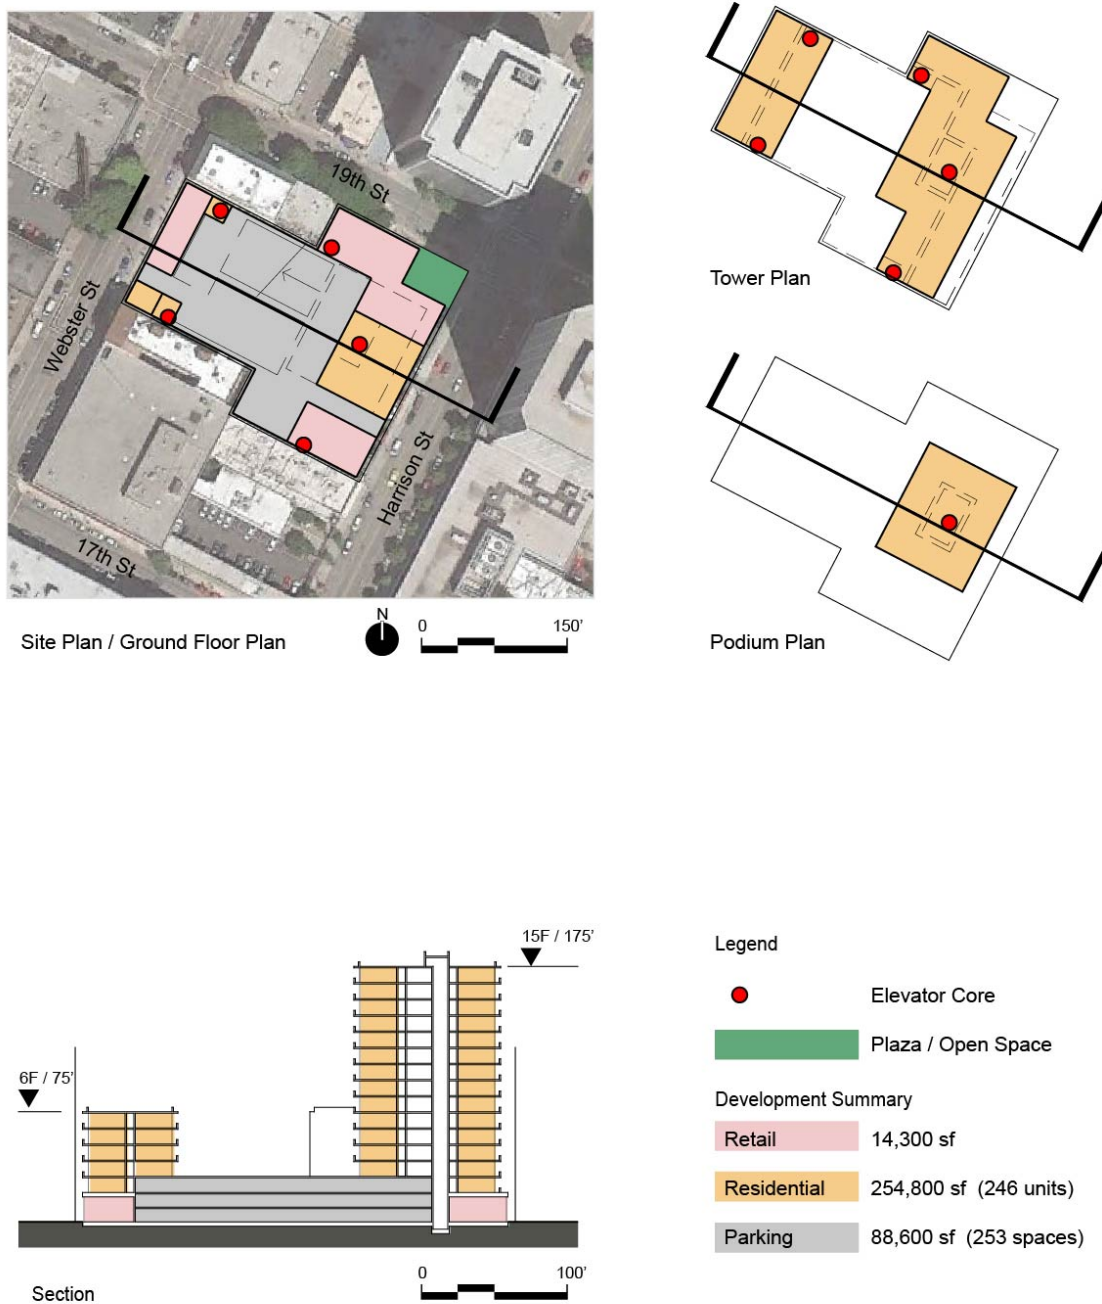 19th St
Webster St
Harrison St
17th St
Site Plan / Ground Floor Plan
N
0
150'
Tower Plan
Podium Plan
15F / 175'
6F / 75'
Section
0
100'
Legend
Elevator Core
Plaza / Open Space
Development Summary
Retail 14,300 sf
Residential 254,800 sf (246 units)
Parking 88,600 sf (253 spaces)